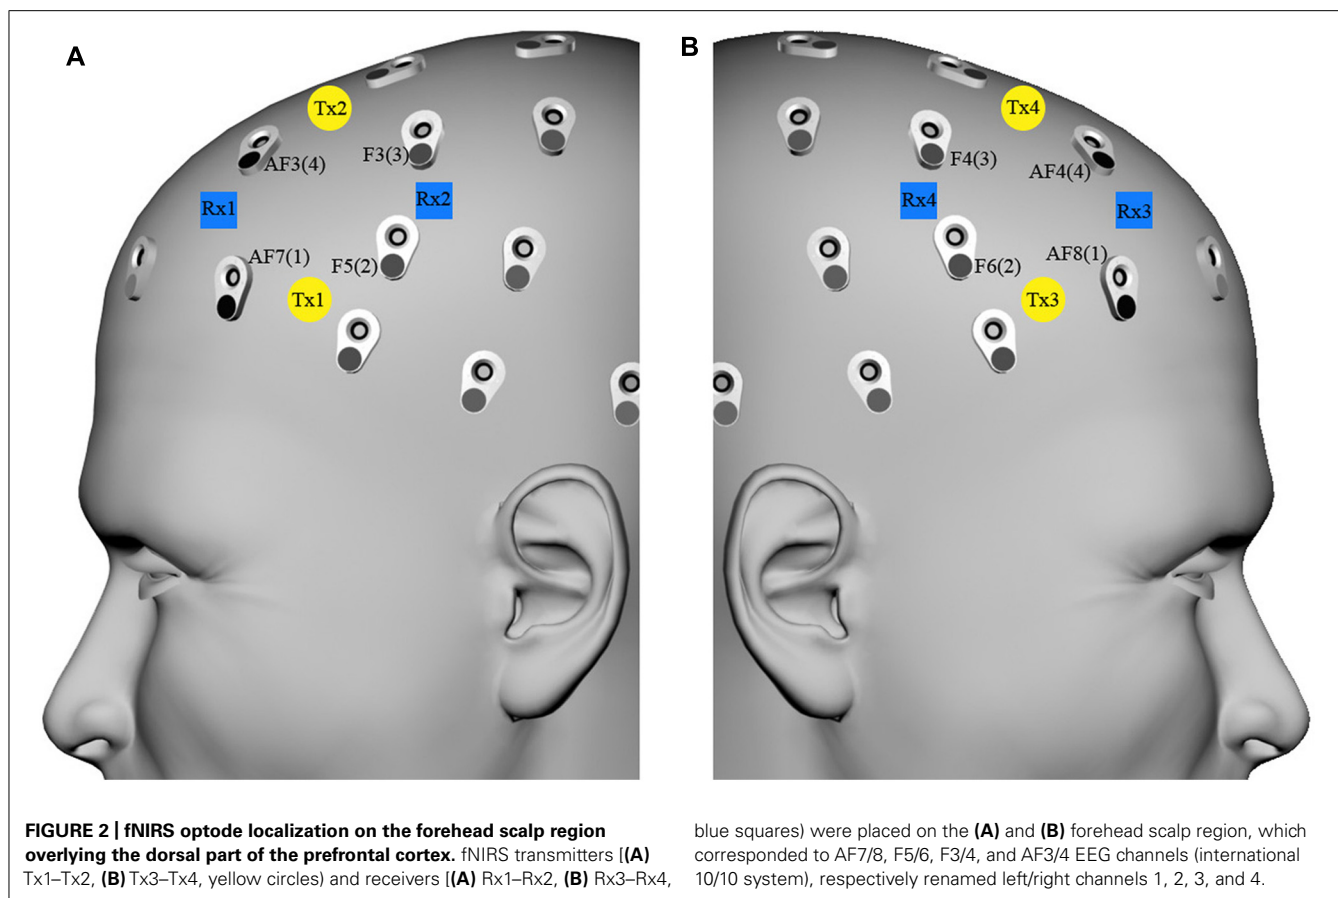 A
Tx2
F3(3)
AF3(4)
Rx1
Rx2
AF7(1)
F5(2)
Tx1
B
Tx4
F4(3)
AF4(4)
Rx4
Rx3
AF8(1)
F6(2)
Tx3
FIGURE 2 | fNIRS optode localization on the forehead scalp region
overlying the dorsal part of the prefrontal cortex. fNIRS transmitters [(A)
Tx1–Tx2, (B) Tx3–Tx4, yellow circles) and receivers [(A) Rx1–Rx2, (B) Rx3–Rx4,
blue squares) were placed on the (A) and (B) forehead scalp region, which
corresponded to AF7/8, F5/6, F3/4, and AF3/4 EEG channels (international
10/10 system), respectively renamed left/right channels 1, 2, 3, and 4.